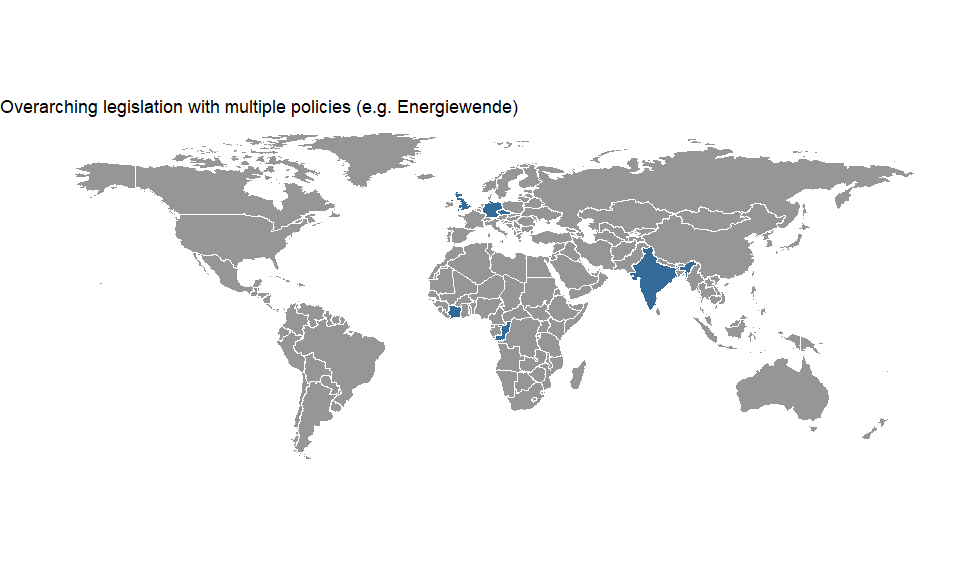 Overarching legislation with multiple policies (e.g. Energiewende)